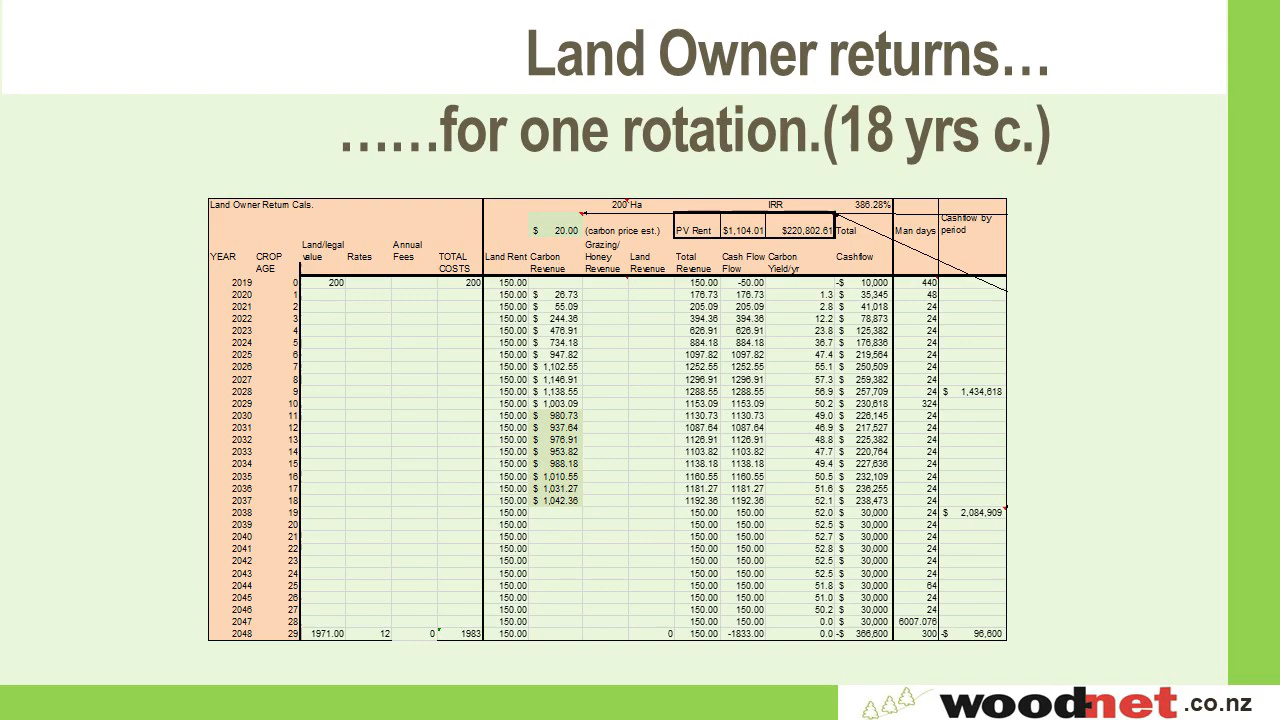 Land Owner returns…
……for one rotation.(18 yrs c.)
Land Owner Return Cals. 200 Ha IRR 386.28%
$ 20.00 (carbon price est.) PV Rent $1,104.01 $220,802.61 Total Man days Cashflow by period
YEAR CROP AGE Land/legal value Rates Annual Fees TOTAL COSTS Land Rent Carbon Revenue Grazing/ Honey Revenue Land Revenue Total Revenue Cash Flow Flow Carbon Yield/yr Cashflow
2019 0 200 200 150.00 150.00 -50.00 -$ 10,000 440
2020 1 150.00 $ 26.73 176.73 176.73 1.3 $ 35,345 48
2021 2 150.00 $ 55.09 205.09 205.09 2.8 $ 41,018 24
2022 3 150.00 $ 244.36 394.36 394.36 12.2 $ 78,873 24
2023 4 150.00 $ 476.91 626.91 626.91 23.8 $ 125,382 24
2024 5 150.00 $ 734.18 884.18 884.18 36.7 $ 176,836 24
2025 6 150.00 $ 947.82 1097.82 1097.82 47.4 $ 219,564 24
2026 7 150.00 $ 1,102.55 1252.55 1252.55 55.1 $ 250,509 24
2027 8 150.00 $ 1,146.91 1296.91 1296.91 57.3 $ 259,382 24
2028 9 150.00 $ 1,138.55 1288.55 1288.55 56.9 $ 257,709 24 $ 1,434,618
2029 10 150.00 $ 1,003.09 1153.09 1153.09 50.2 $ 230,618 324
2030 11 150.00 $ 980.73 1130.73 1130.73 49.0 $ 226,145 24
2031 12 150.00 $ 937.64 1087.64 1087.64 46.9 $ 217,527 24
2032 13 150.00 $ 976.91 1126.91 1126.91 48.8 $ 225,382 24
2033 14 150.00 $ 953.82 1103.82 1103.82 47.7 $ 220,764 24
2034 15 150.00 $ 988.18 1138.18 1138.18 49.4 $ 227,636 24
2035 16 150.00 $ 1,010.55 1160.55 1160.55 50.5 $ 232,109 24
2036 17 150.00 $ 1,031.27 1181.27 1181.27 51.6 $ 236,255 24
2037 18 150.00 $ 1,042.36 1192.36 1192.36 52.1 $ 238,473 24
2038 19 150.00 150.00 150.00 52.0 $ 30,000 24 $ 2,084,909
2039 20 150.00 150.00 150.00 52.5 $ 30,000 24
2040 21 150.00 150.00 150.00 52.7 $ 30,000 24
2041 22 150.00 150.00 150.00 52.8 $ 30,000 24
2042 23 150.00 150.00 150.00 52.5 $ 30,000 24
2043 24 150.00 150.00 150.00 52.5 $ 30,000 24
2044 25 150.00 150.00 150.00 51.8 $ 30,000 64
2045 26 150.00 150.00 150.00 51.0 $ 30,000 24
2046 27 150.00 150.00 150.00 50.2 $ 30,000 24
2047 28 150.00 150.00 150.00 0.0 $ 30,000 6007.076
2048 29 1971.00 12 0 1983 150.00 0 150.00 -1833.00 0.0 -$ 366,600 300 -$ 96,600
woodnet.co.nz